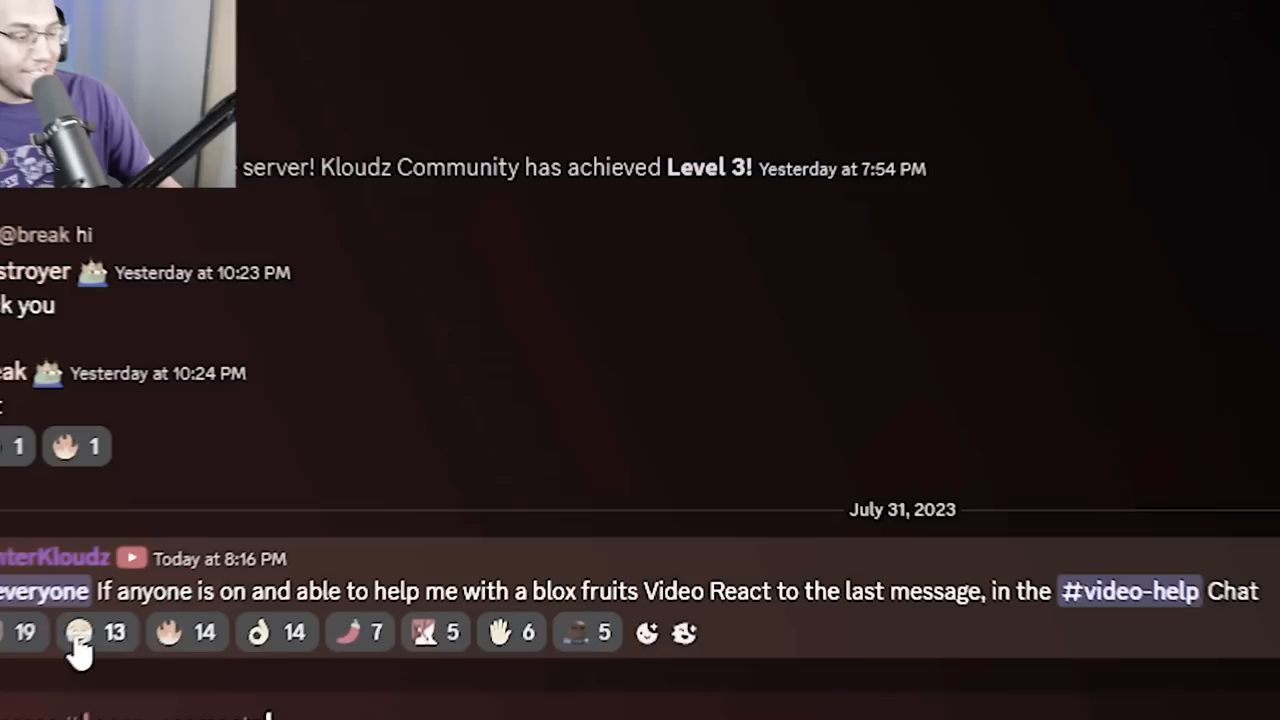 server! Kloudz Community has achieved Level 3! Yesterday at 7:54 PM
@break hi
stroyer Yesterday at 10:23 PM
k you
eak Yesterday at 10:24 PM
1 1
July 31, 2023
nterKloudz Today at 8:16 PM
everyone If anyone is on and able to help me with a blox fruits Video React to the last message, in the #video-help Chat
19 13 14 14 7 5 6 5